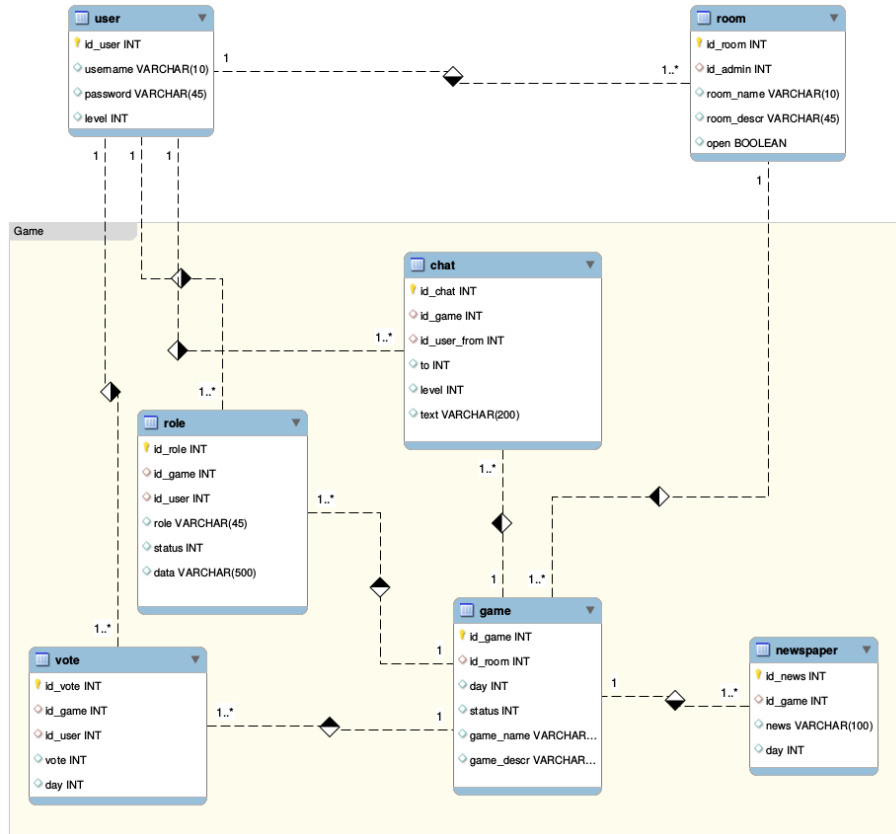 user
id_user INT
username VARCHAR(10)
password VARCHAR(45)
level INT
room
id_room INT
id_admin INT
room_name VARCHAR(10)
room_descr VARCHAR(45)
open BOOLEAN
1
1..*
1
1
1
1
Game
chat
id_chat INT
id_game INT
id_user_from INT
to INT
level INT
text VARCHAR(200)
1..*
1..*
role
id_role INT
id_game INT
id_user INT
role VARCHAR(45)
status INT
data VARCHAR(500)
1..*
1..*
1
1..*
1..*
1
vote
id_vote INT
id_game INT
id_user INT
vote INT
day INT
1..*
1
game
id_game INT
id_room INT
day INT
status INT
game_name VARCHAR...
game_descr VARCHAR...
1
1..*
newspaper
id_news INT
id_game INT
news VARCHAR(100)
day INT